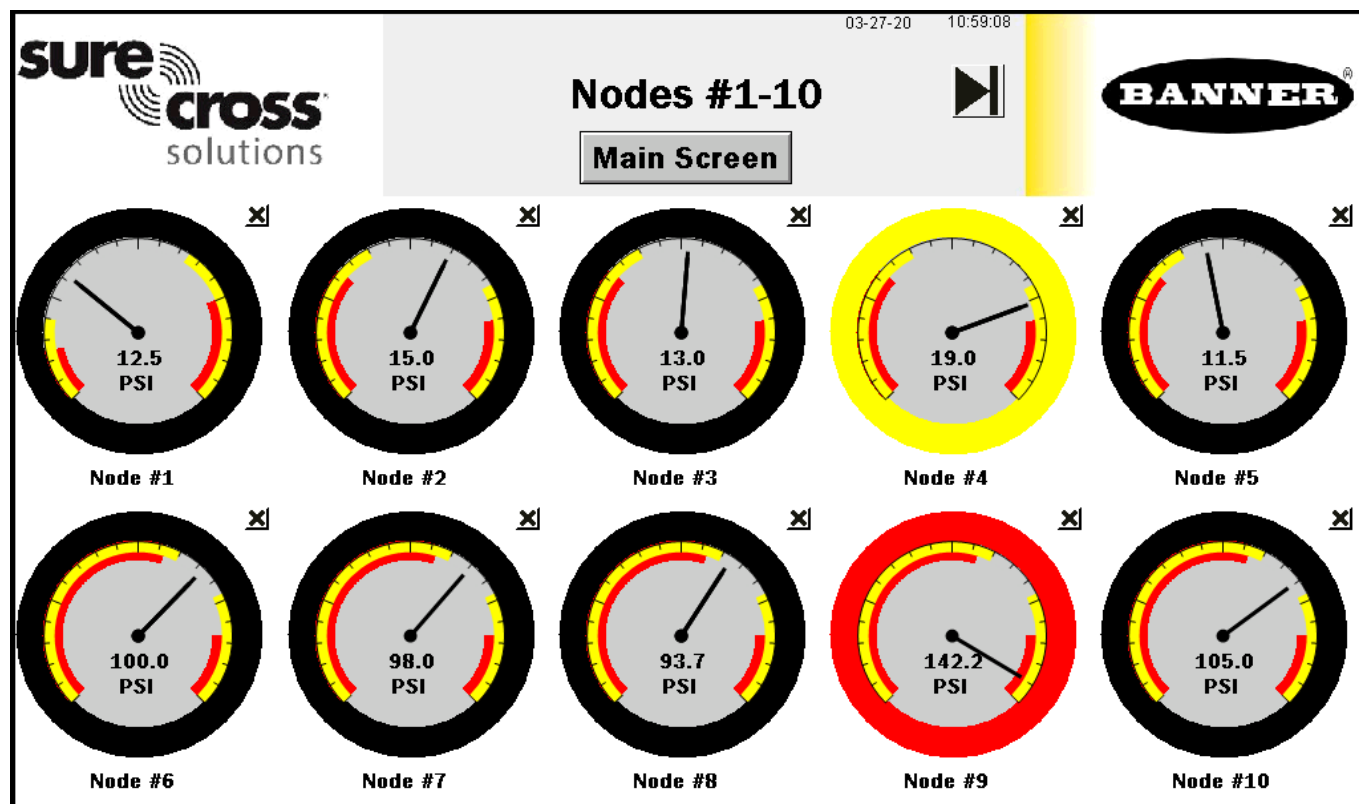 03-27-20 10:59:08
sure
cross
solutions
Nodes #1-10
BANNER®
Main Screen
12.5
PSI
15.0
PSI
13.0
PSI
19.0
PSI
11.5
PSI
Node #1
Node #2
Node #3
Node #4
Node #5
100.0
PSI
98.0
PSI
93.7
PSI
142.2
PSI
105.0
PSI
Node #6
Node #7
Node #8
Node #9
Node #10